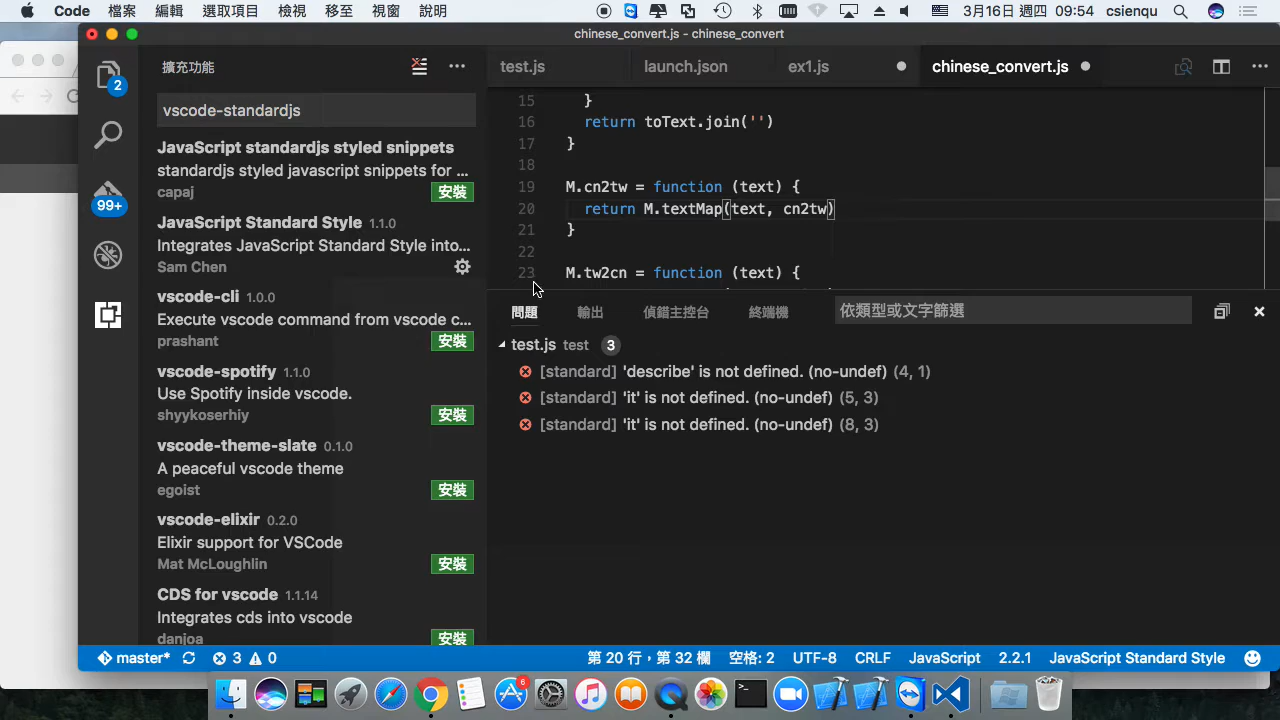 Code 檔案 編輯 選取項目 檢視 移至 視窗 說明 3月16日 週四 09:54 csienqu
chinese_convert.js - chinese_convert
2
99+
擴充功能
vscode-standardjs
JavaScript standardjs styled snippets
standardjs styled javascript snippets for ...
capaj 安裝
JavaScript Standard Style 1.1.0
Integrates JavaScript Standard Style into...
Sam Chen
vscode-cli 1.0.0
Execute vscode command from vscode c...
prashant 安裝
vscode-spotify 1.1.0
Use Spotify inside vscode.
shyykoserhiy 安裝
vscode-theme-slate 0.1.0
A peaceful vscode theme
egoist 安裝
vscode-elixir 0.2.0
Elixir support for VSCode
Mat McLoughlin 安裝
CDS for vscode 1.1.14
Integrates cds into vscode
danjoa 安裝
test.js launch.json ex1.js chinese_convert.js
15 }
16 return toText.join('')
17 }
18
19 M.cn2tw = function (text) {
20 return M.textMap(text, cn2tw)
21 }
22
23 M.tw2cn = function (text) {
問題 輸出 偵錯主控台 終端機 依類型或文字篩選
test.js test 3
[standard] 'describe' is not defined. (no-undef) (4, 1)
[standard] 'it' is not defined. (no-undef) (5, 3)
[standard] 'it' is not defined. (no-undef) (8, 3)
master* 3 0 第 20 行，第 32 欄 空格: 2 UTF-8 CRLF JavaScript 2.2.1 JavaScript Standard Style
6